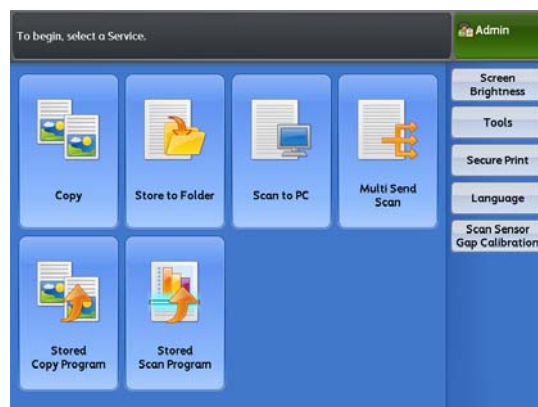 To begin, select a Service.
Admin
Screen
Brightness
Tools
Secure Print
Language
Scan Sensor
Gap Calibration
Copy
Store to Folder
Scan to PC
Multi Send
Scan
Stored
Copy Program
Stored
Scan Program